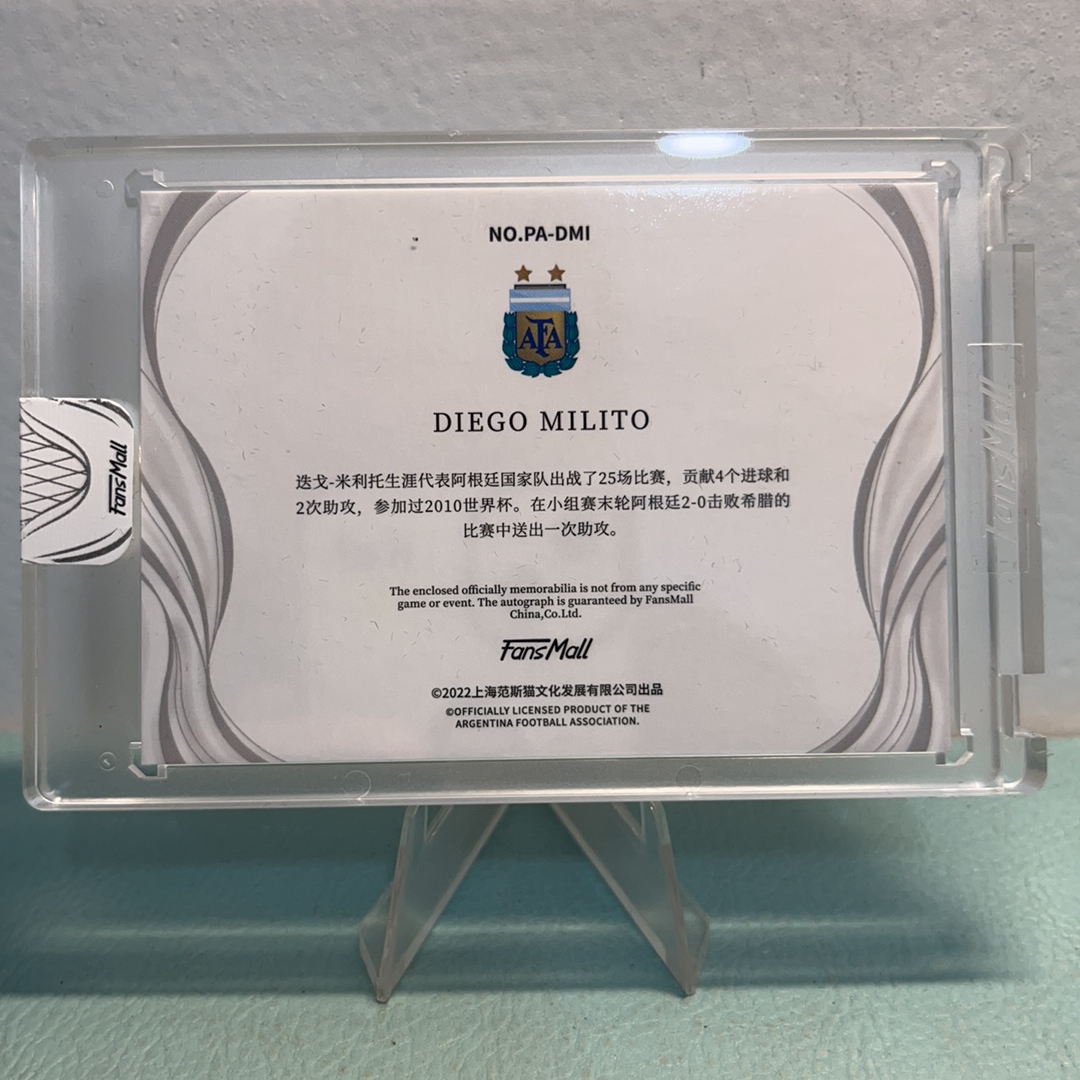 NO.PA-DMI
AFA
DIEGO MILITO
迭戈-米利托生涯代表阿根廷国家队出战了25场比赛，贡献4个进球和
2次助攻，参加过2010世界杯。在小组赛末轮阿根廷2-0击败希腊的
比赛中送出一次助攻。
The enclosed officially memorabilia is not from any specific
game or event. The autograph is guaranteed by FansMall
China,Co.Ltd.
FansMall
©2022上海范斯猫文化发展有限公司出品
©OFFICIALLY LICENSED PRODUCT OF THE
ARGENTINA FOOTBALL ASSOCIATION.
FansMall
FansMall